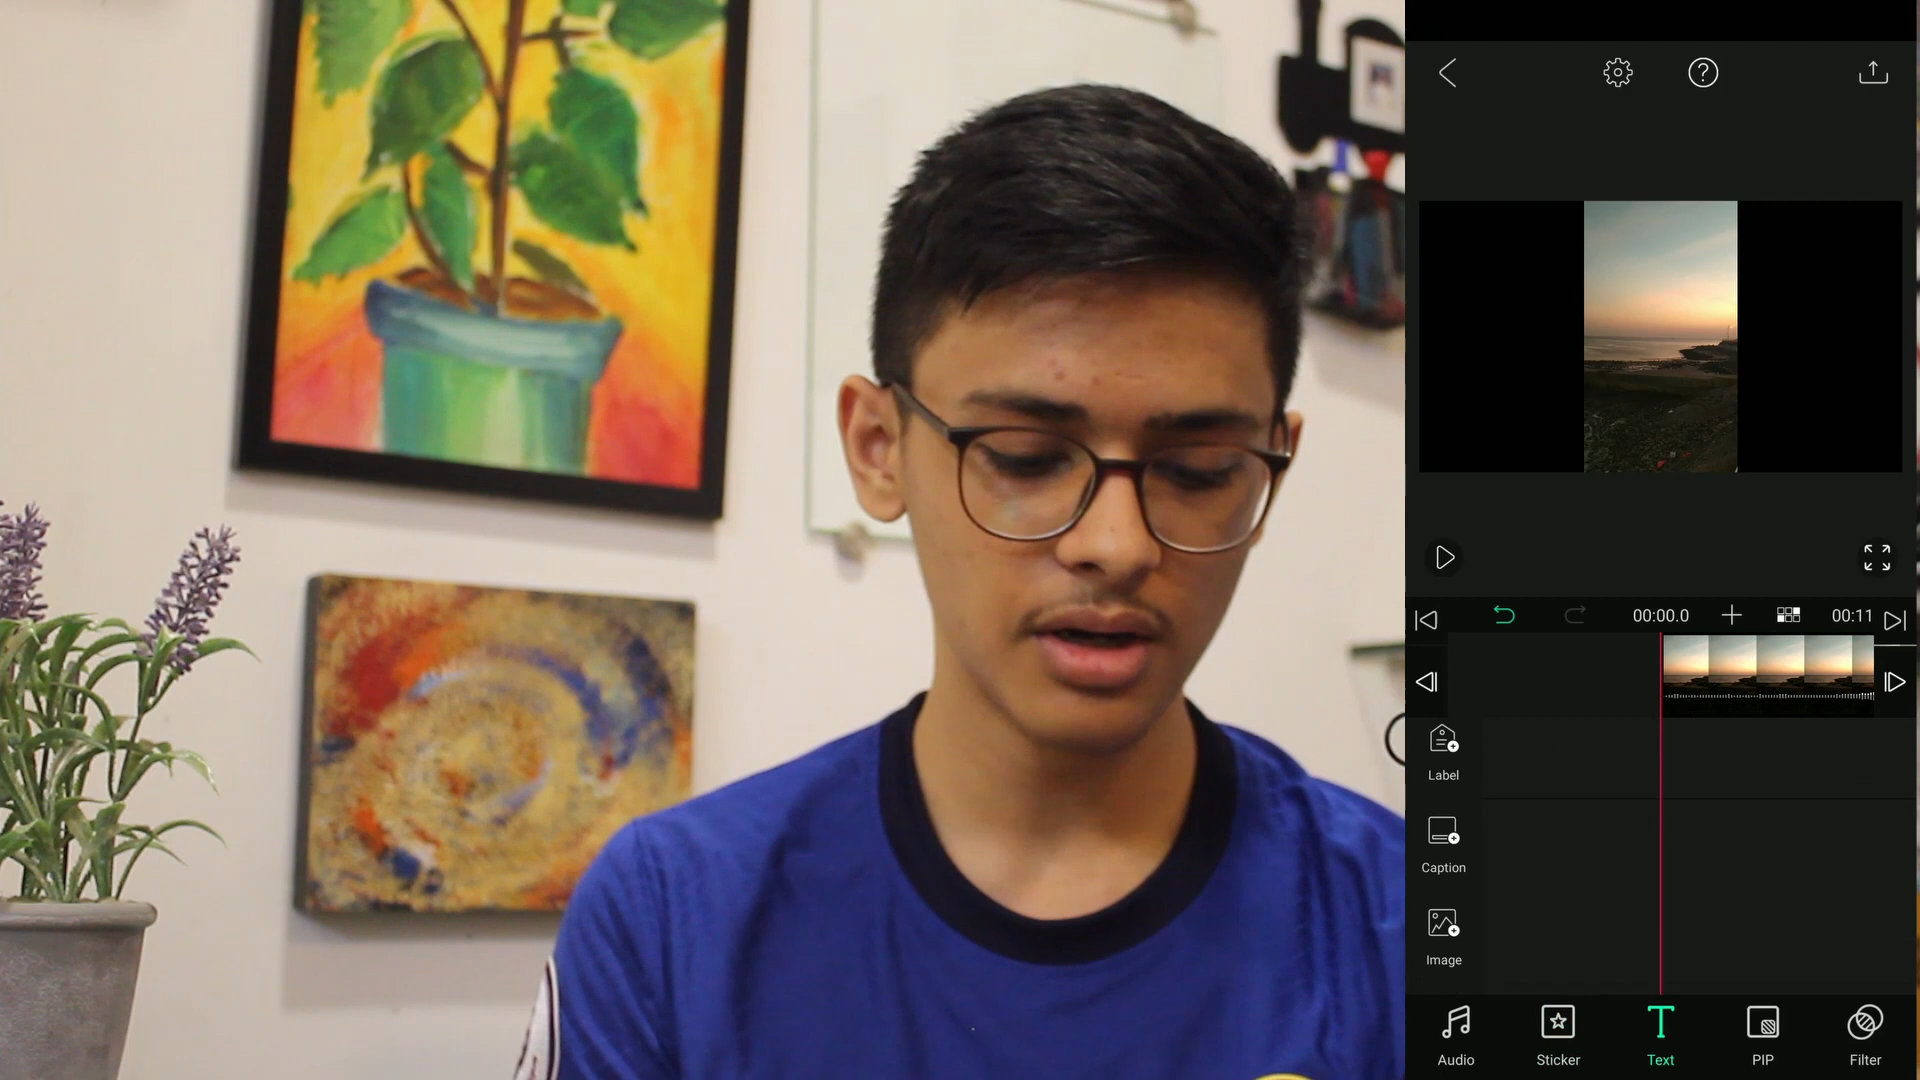 00:00.0
00:11
Label
Caption
Image
Audio
Sticker
Text
PIP
Filter